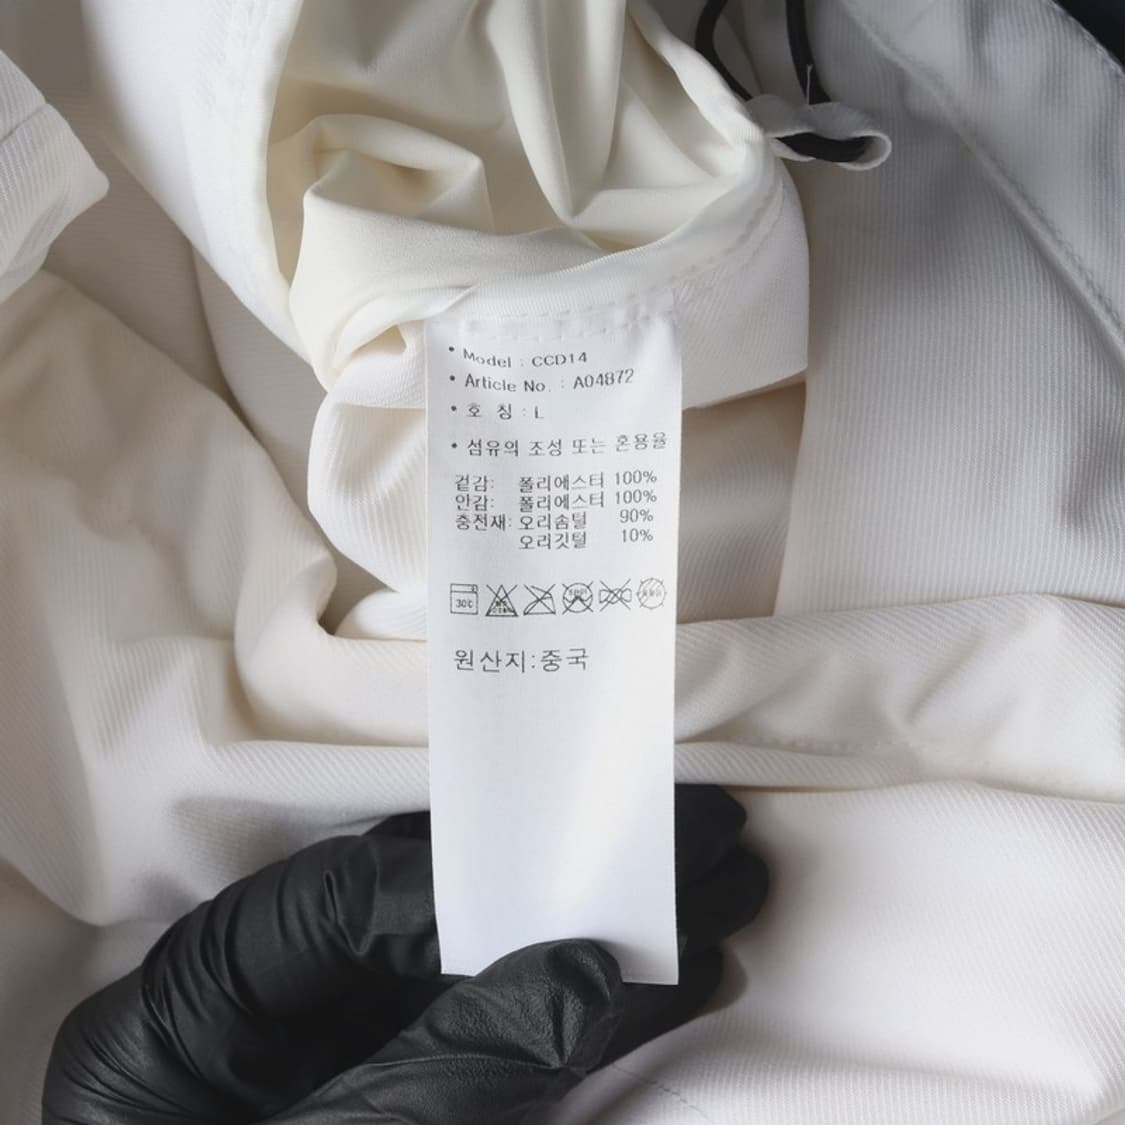 • Model : CCD14
• Article No. : A04872
• 호 칭 : L
• 섬유의 조성 또는 혼용율
겉감: 폴리에스터 100%
안감: 폴리에스터 100%
충전재: 오리솜털 90%
오리깃털 10%
30℃
원산지:중국